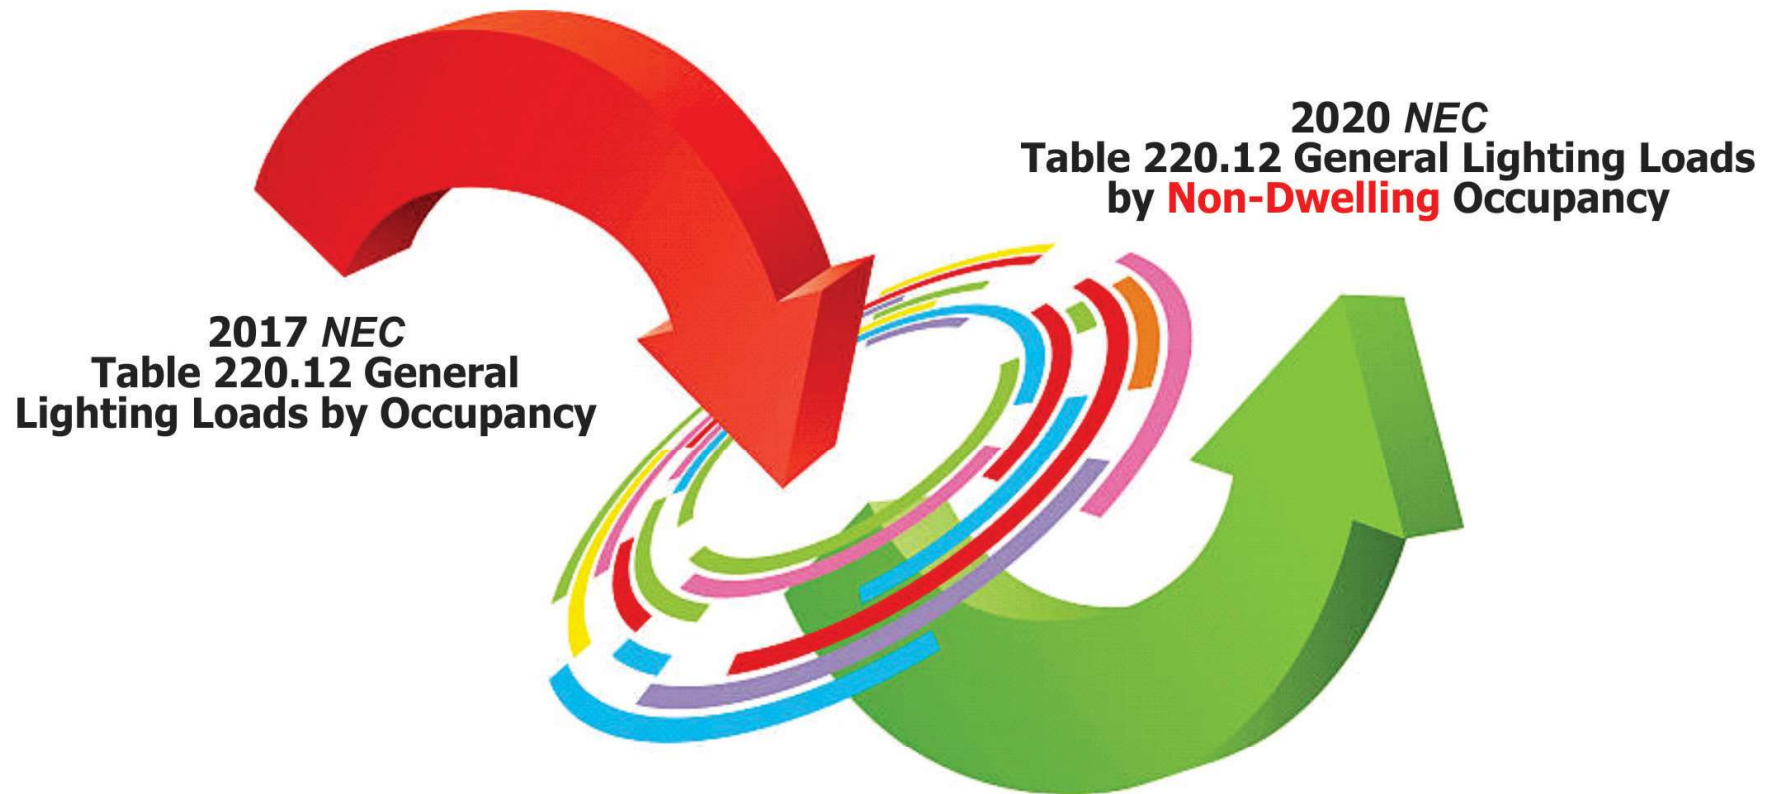 2017 NEC
Table 220.12 General
Lighting Loads by Occupancy
2020 NEC
Table 220.12 General Lighting Loads
by Non-Dwelling Occupancy